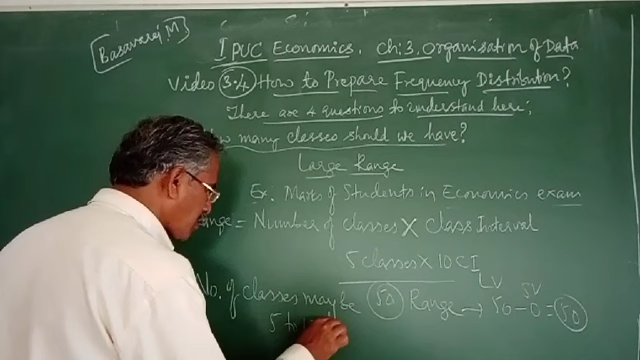 Basavaraj M
I PUC Economics. Ch:3. Organisation of Data
Video 3.4 How to Prepare Frequency Distribution?
There are 4 questions to understand here;
How many classes should we have?
Large Range
Ex. Marks of Students in Economics exam
Range = Number of classes X Class Interval
5 classes X 10 CI
LV SV
No. of classes may be 50 Range → 50 - 0 = 50
5 to